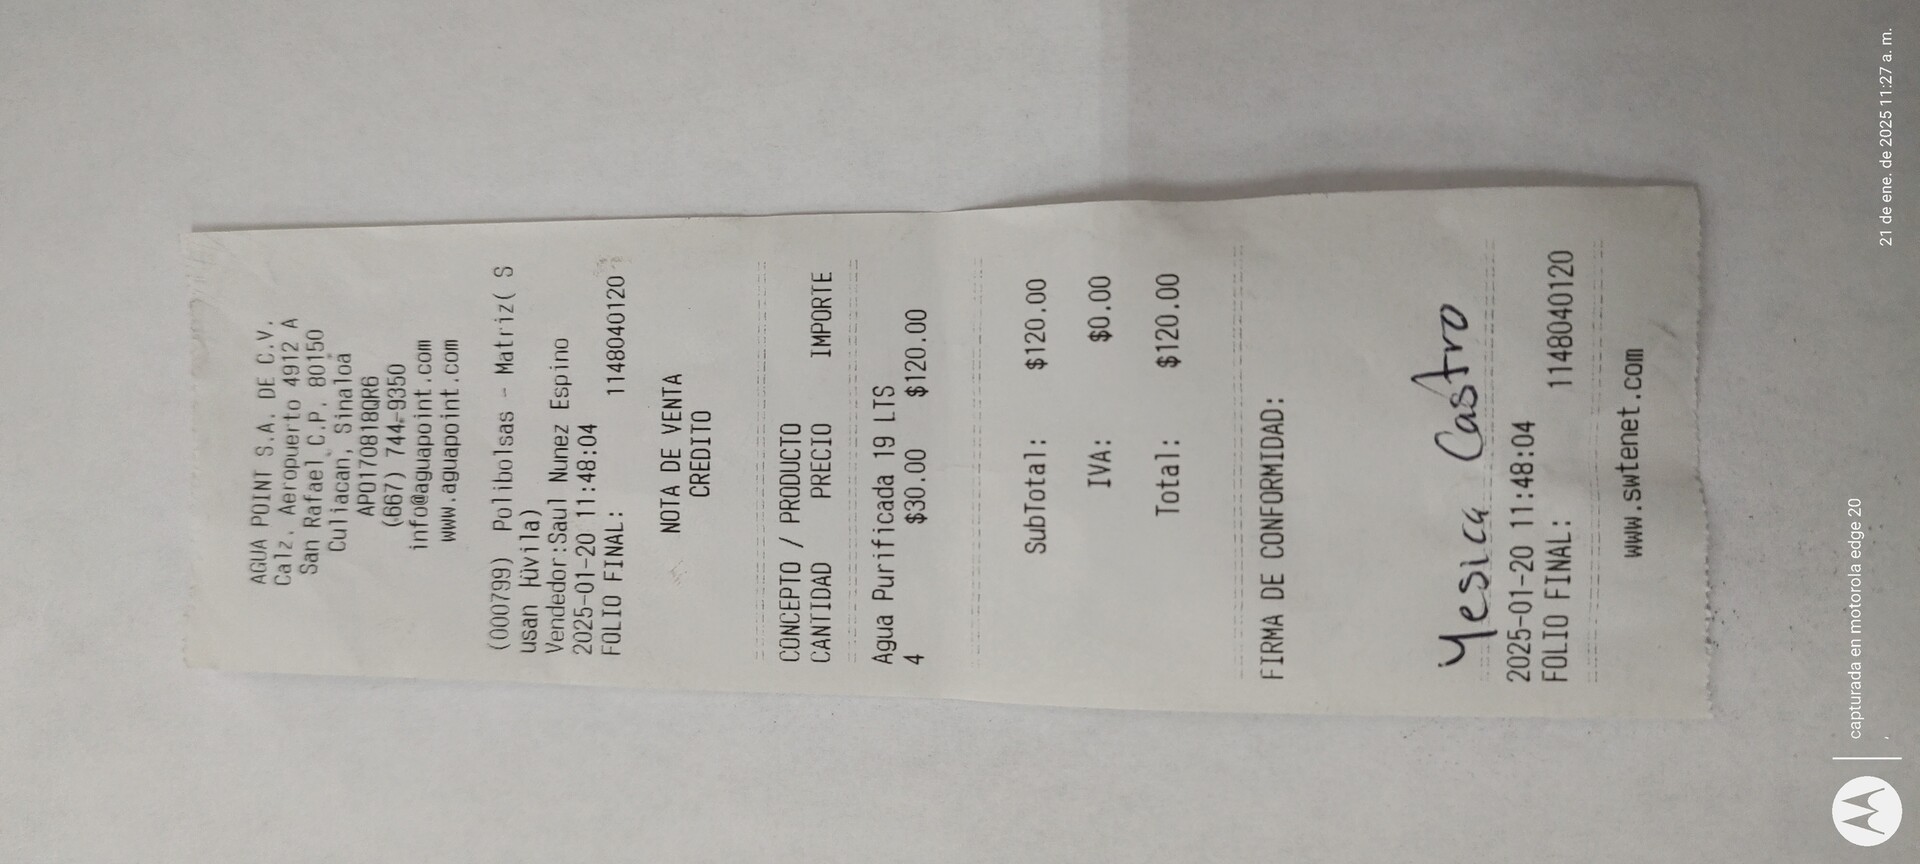 AGUA POINT S.A. DE C.V.
Calz. Aeropuerto 4912 A
San Rafael C.P. 80150
Culiacan, Sinaloa
APO170818QR6
(667) 744-9350
info@aguapoint.com
www.aguapoint.com
(000799) Polibolsas - Matriz( S
usan
Vendedor:Saul Nunez Espino
2025-01-20 11:48:04
FOLIO FINAL: 1148040120
NOTA DE VENTA
CREDITO
CONCEPTO / PRODUCTO
CANTIDAD PRECIO IMPORTE
Agua Purificada 19 LTS
4 $30.00 $120.00
SubTotal: $120.00
IVA: $0.00
Total: $120.00
FIRMA DE CONFORMIDAD:
Yesica Castro
2025-01-20 11:48:04
FOLIO FINAL: 1148040120
www.swtenet.com
capturada en motorola edge 20
21 de ene. de 2025 11:27 a. m.